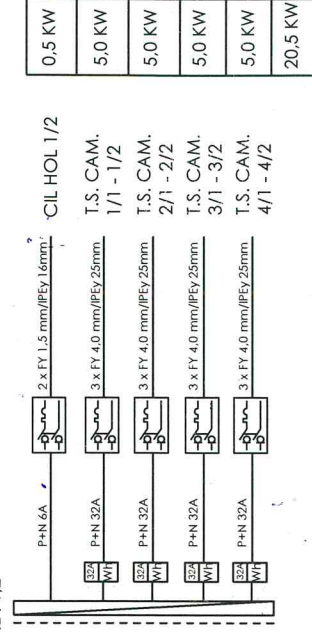 P+N 6A 2 x FY 1,5 mm/IPEy 16mm CIL HOL 1/2 0,5 KW
32A Wh P+N 32A 3 x FY 4,0 mm/IPEy 25mm T.S. CAM. 1/1 - 1/2 5,0 KW
32A Wh P+N 32A 3 x FY 4,0 mm/IPEy 25mm T.S. CAM. 2/1 - 2/2 5,0 KW
32A Wh P+N 32A 3 x FY 4,0 mm/IPEy 25mm T.S. CAM. 3/1 - 3/2 5,0 KW
32A Wh P+N 32A 3 x FY 4,0 mm/IPEy 25mm T.S. CAM. 4/1 - 4/2 5,0 KW
20,5 KW